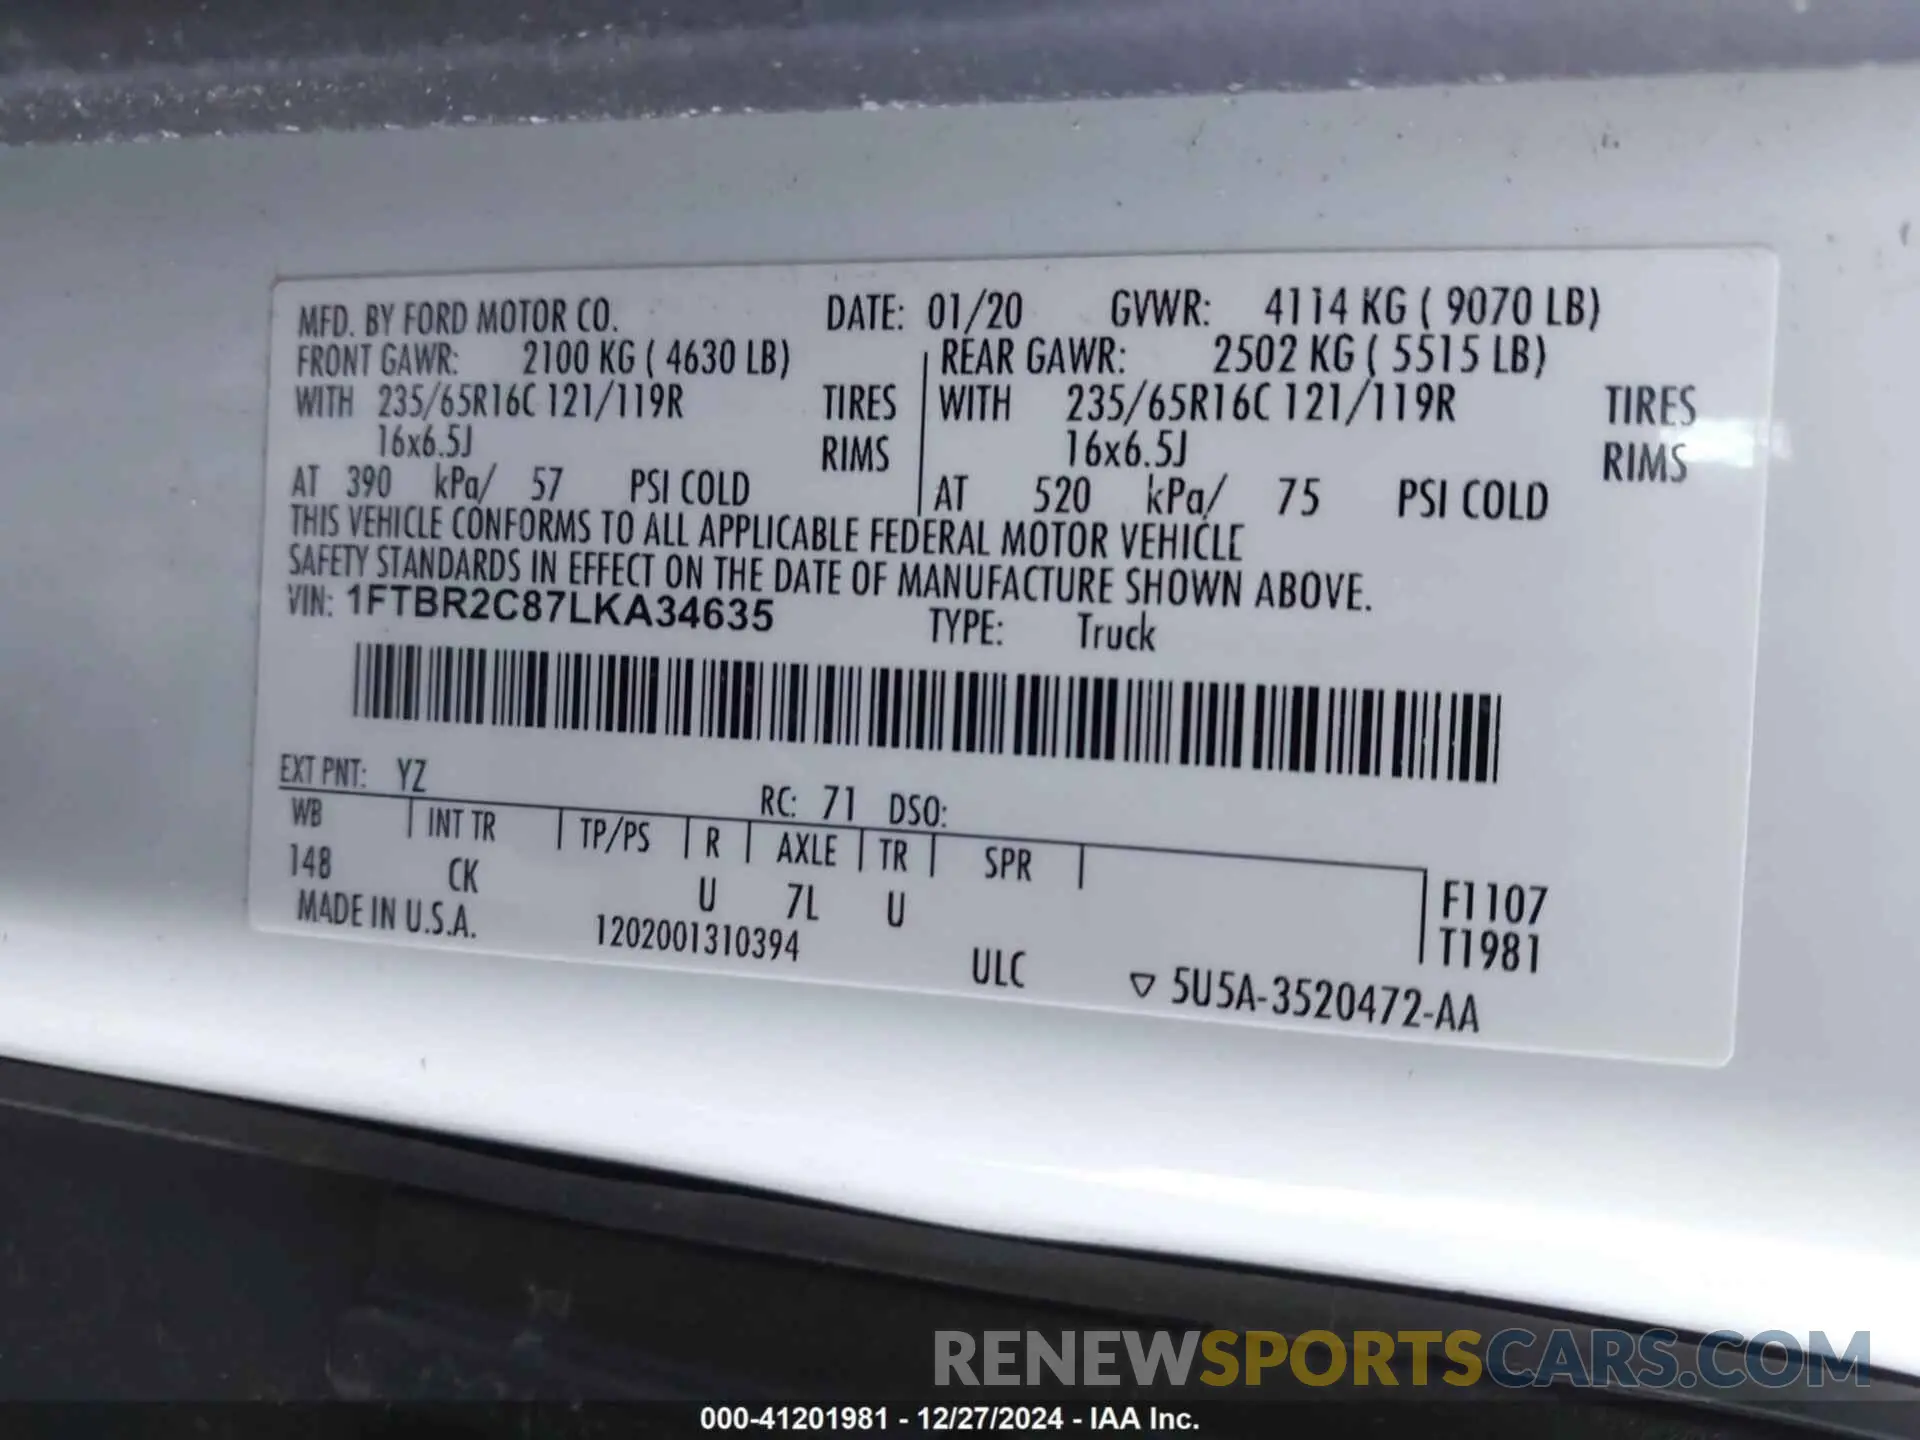 MFD. BY FORD MOTOR CO. DATE: 01/20 GVWR: 4114 KG ( 9070 LB)
FRONT GAWR: 2100 KG ( 4630 LB) REAR GAWR: 2502 KG ( 5515 LB)
WITH 235/65R16C 121/119R TIRES WITH 235/65R16C 121/119R TIRES
16x6.5J RIMS 16x6.5J RIMS
AT 390 kPa/ 57 PSI COLD AT 520 kPa/ 75 PSI COLD
THIS VEHICLE CONFORMS TO ALL APPLICABLE FEDERAL MOTOR VEHICLE
SAFETY STANDARDS IN EFFECT ON THE DATE OF MANUFACTURE SHOWN ABOVE.
VIN: 1FTBR2C87LKA34635 TYPE: Truck
EXT PNT: YZ RC: 71 DSO:
WB INT TR TP/PS R AXLE TR SPR
148 CK U 7L U F1107
T1981
MADE IN U.S.A. 1202001310394 ULC ▽ 5U5A-3520472-AA
RENEWSPORTSCARS.COM
000-41201981 - 12/27/2024 - IAA Inc.